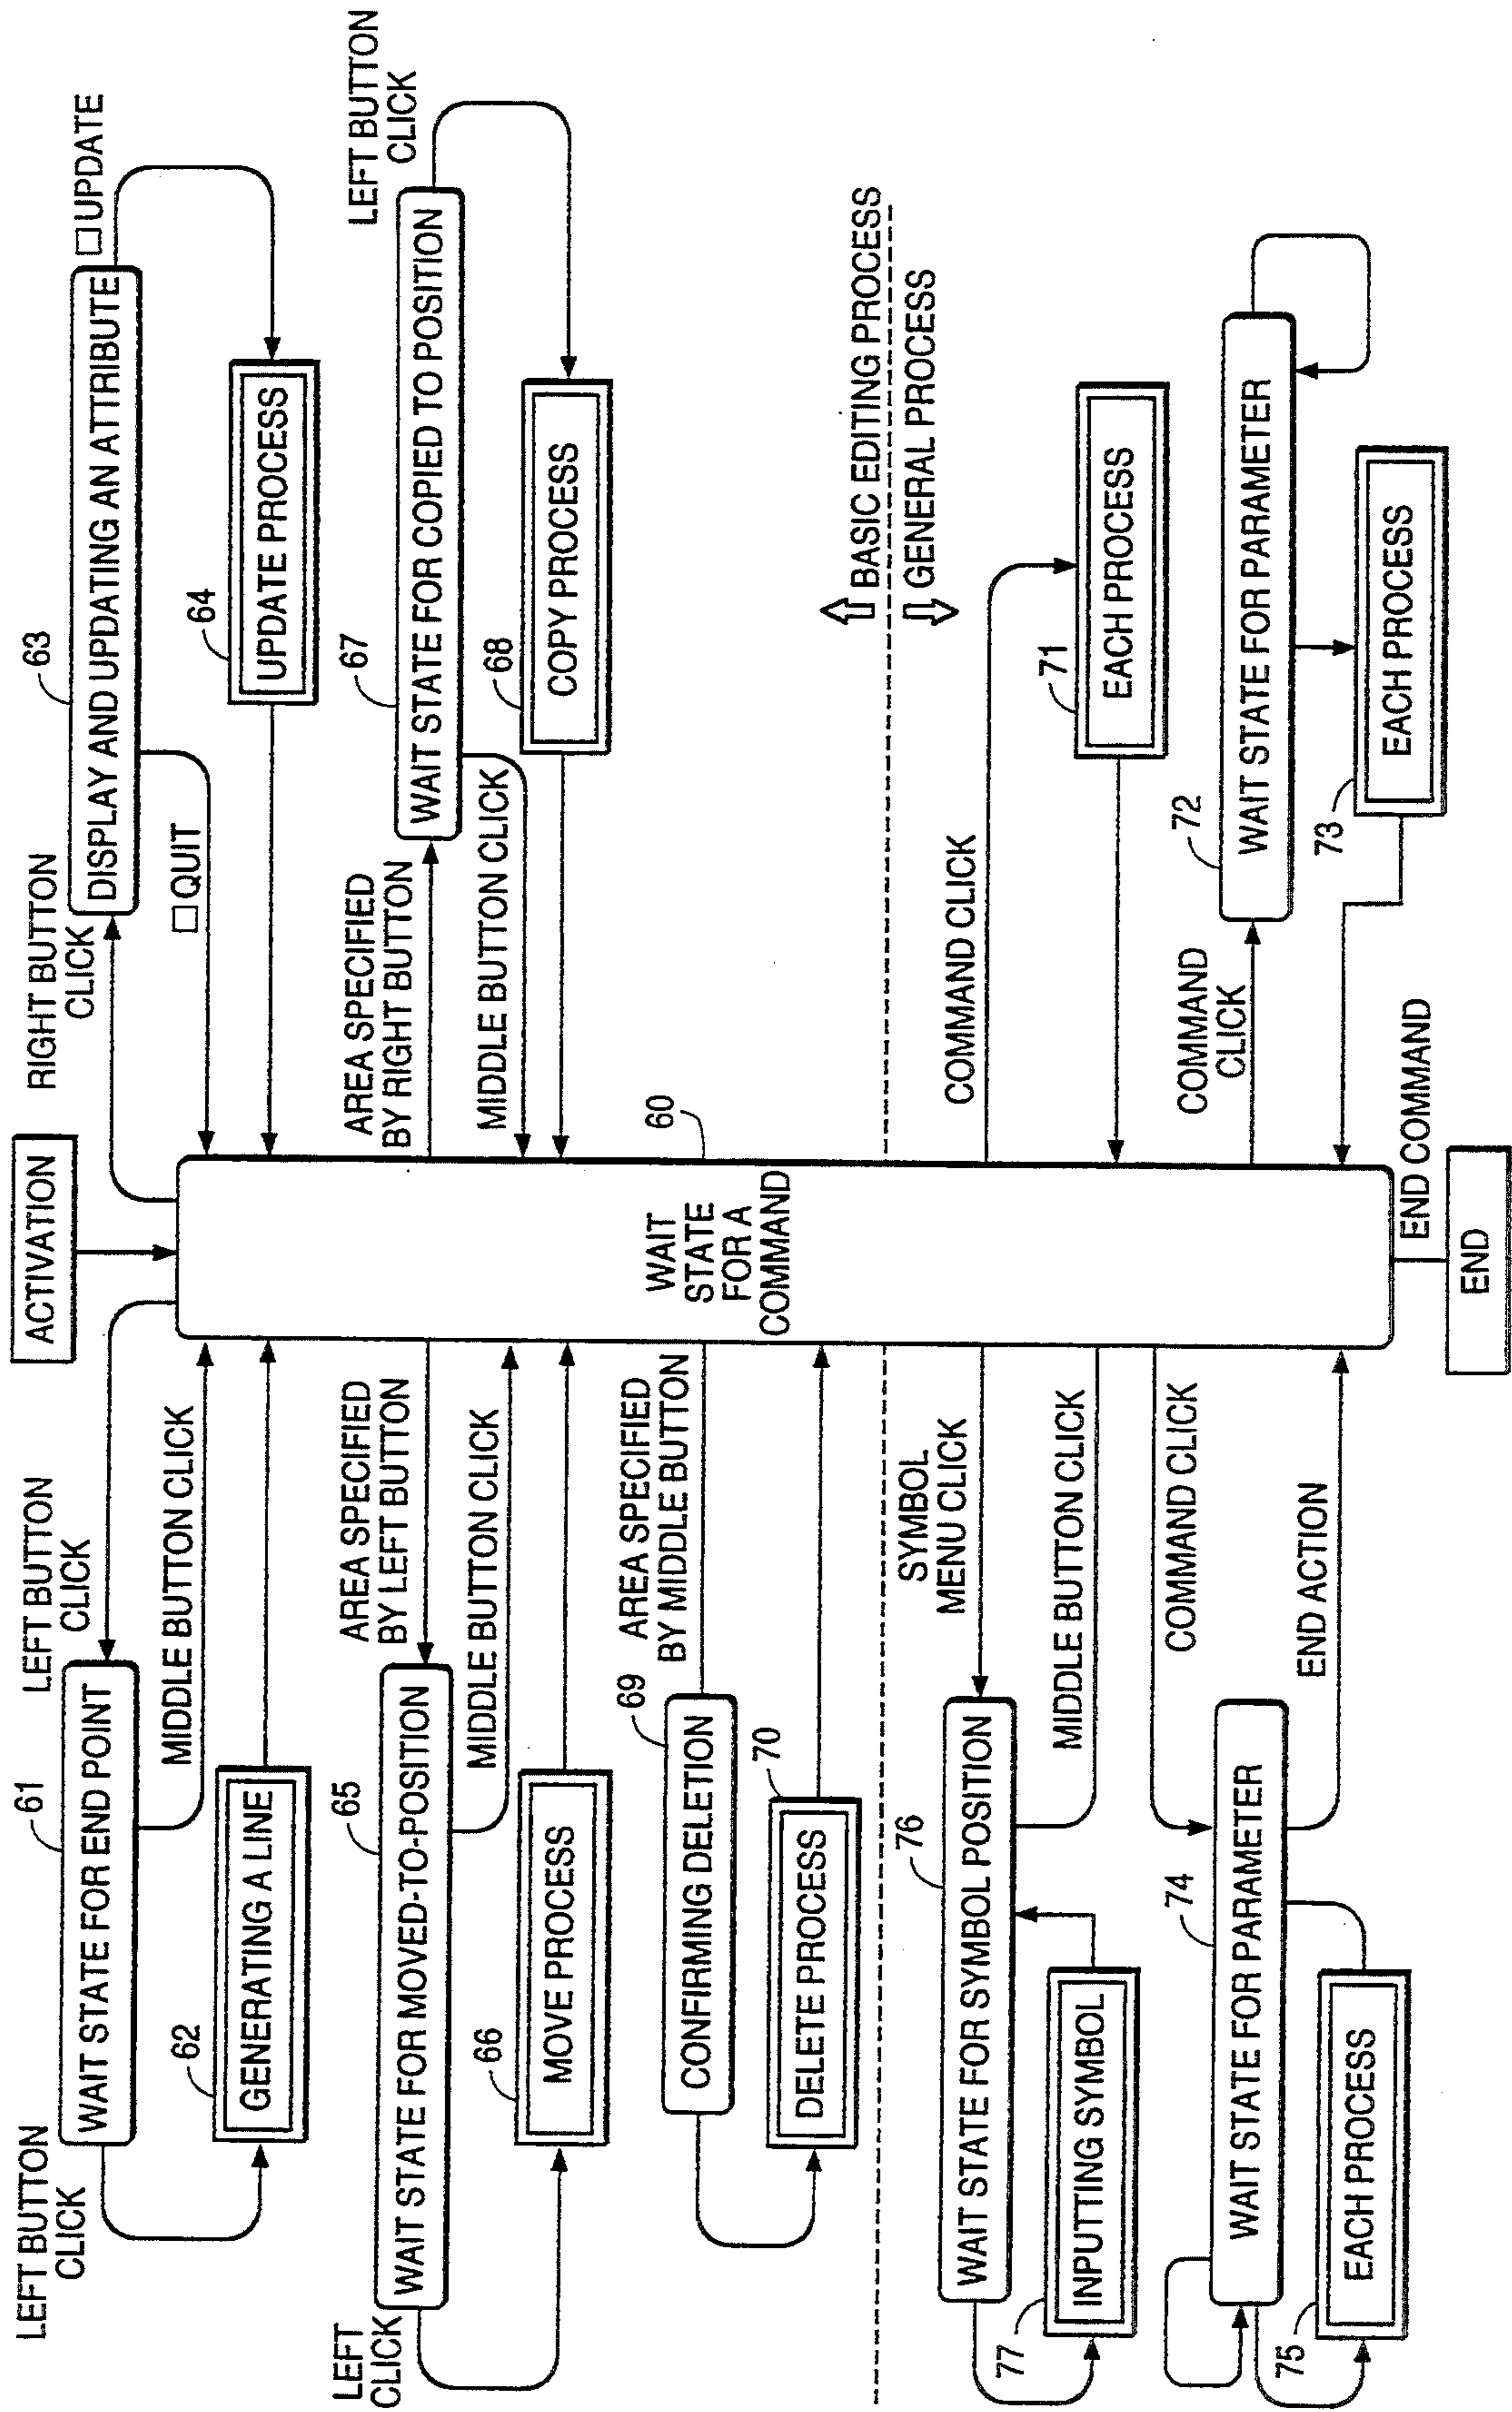 ACTIVATION
LEFT BUTTON
CLICK
LEFT BUTTON
CLICK
61
WAIT STATE FOR END POINT
MIDDLE BUTTON CLICK
62
GENERATING A LINE
RIGHT BUTTON
CLICK
63
DISPLAY AND UPDATING AN ATTRIBUTE
□ UPDATE
□ QUIT
64
UPDATE PROCESS
AREA SPECIFIED
BY LEFT BUTTON
65
WAIT STATE FOR MOVED-TO-POSITION
LEFT
CLICK
MIDDLE BUTTON CLICK
66
MOVE PROCESS
AREA SPECIFIED
BY RIGHT BUTTON
67
WAIT STATE FOR COPIED TO POSITION
LEFT BUTTON
CLICK
MIDDLE BUTTON CLICK
68
COPY PROCESS
60
WAIT
STATE
FOR A
COMMAND
AREA SPECIFIED
BY MIDDLE BUTTON
69
CONFIRMING DELETION
70
DELETE PROCESS
BASIC EDITING PROCESS
GENERAL PROCESS
SYMBOL
MENU CLICK
76
WAIT STATE FOR SYMBOL POSITION
MIDDLE BUTTON CLICK
77
INPUTTING SYMBOL
COMMAND CLICK
71
EACH PROCESS
COMMAND CLICK
74
WAIT STATE FOR PARAMETER
END ACTION
75
EACH PROCESS
COMMAND
CLICK
72
WAIT STATE FOR PARAMETER
73
EACH PROCESS
END COMMAND
END